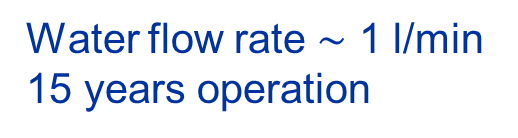 Water flow rate ~ 1 l/min
15 years operation